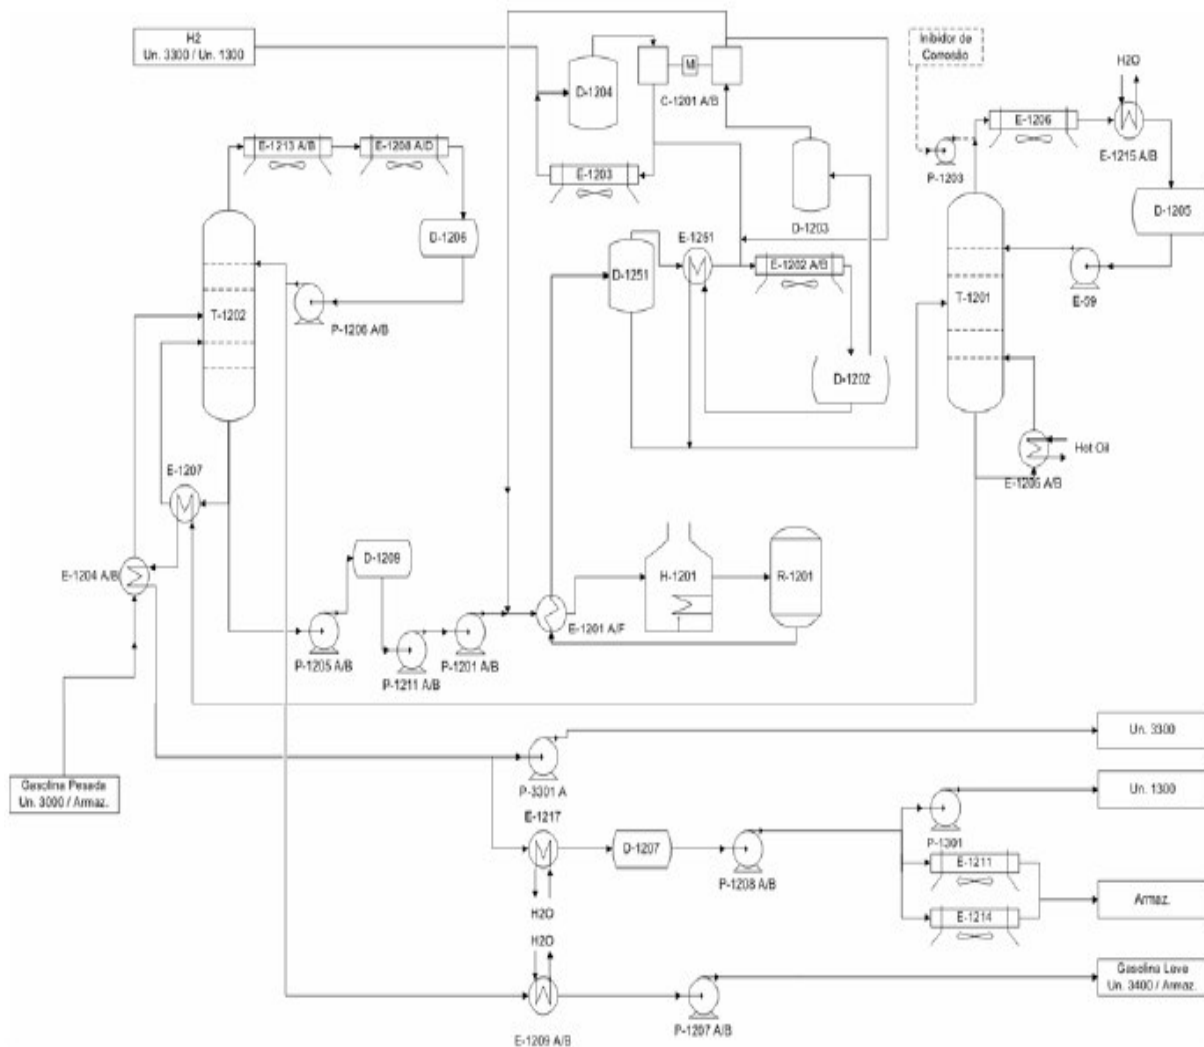 H2
Un. 3300 / Un. 1300
D-1204
M
C-1201 A/B
Inibidor de
Corrosão
H2O
E-1206
E-1215 A/B
P-1203
E-1213 A/B
E-1208 A/D
E-1203
D-1203
D-1205
D-1206
D-1251
E-1251
E-1202 A/B
T-1202
P-1206 A/B
T-1201
E-09
D-1202
Hot Oil
E-1206 A/B
E-1207
E-1204 A/B
D-1209
H-1201
R-1201
E-1201 A/F
P-1205 A/B
P-1211 A/B
P-1201 A/B
Gasolina Pesada
Un. 3000 / Armaz.
P-3301 A
Un. 3300
E-1217
D-1207
P-1208 A/B
P-1301
Un. 1300
E-1211
E-1214
Armaz.
H2O
H2O
E-1209 A/B
P-1207 A/B
Gasolina Leve
Un. 3400 / Armaz.